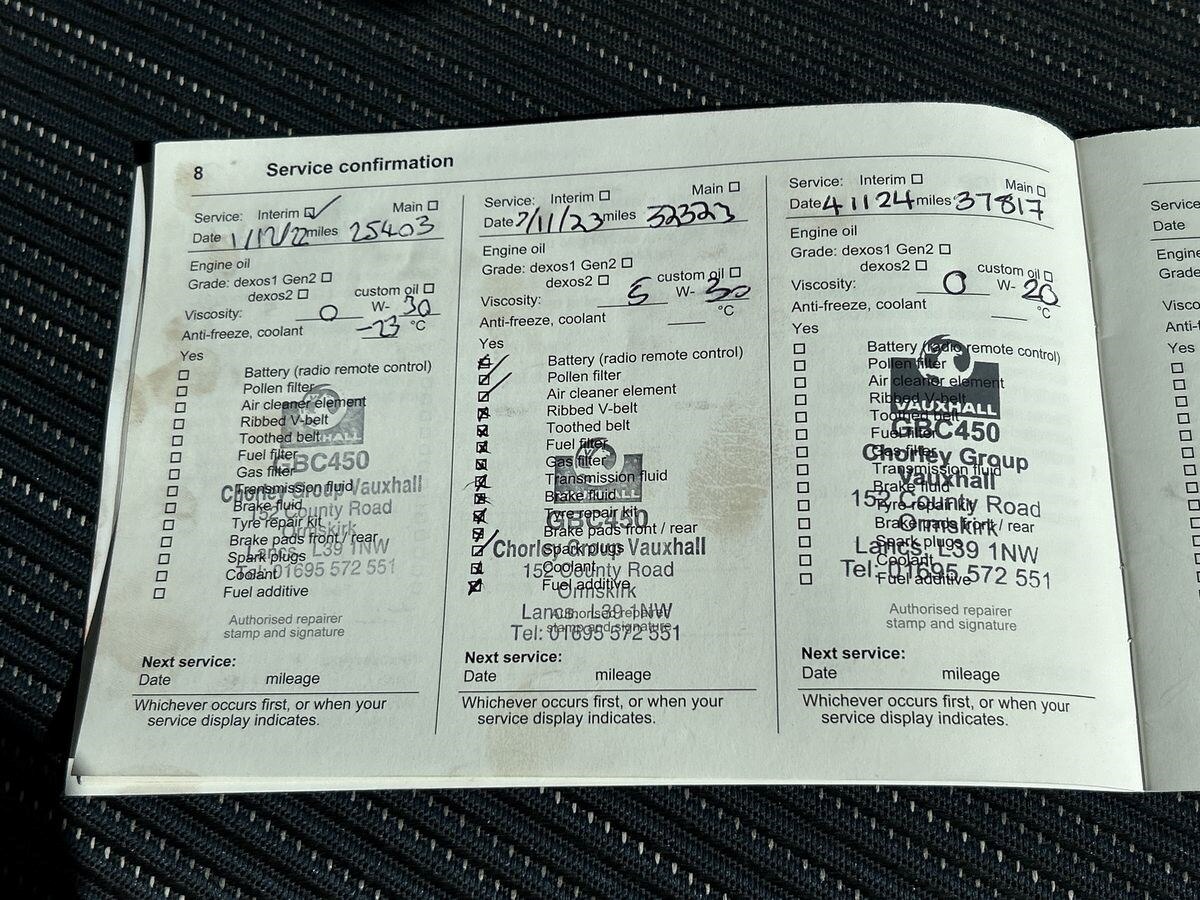 8 Service confirmation
Service: Interim Main
Date 1/12/22 miles 25403
Engine oil
Grade: dexos1 Gen2
dexos2 custom oil
Viscosity: 0 W- 30
Anti-freeze, coolant -23 °C
Yes
Battery (radio remote control)
Pollen filter
Air cleaner element
Ribbed V-belt
Toothed belt
Fuel filter
Gas filter
Transmission fluid
Brake fluid
Tyre repair kit
Brake pads front / rear
Spark plugs
Coolant
Fuel additive
GBC450
Chorley Group Vauxhall
152 County Road
Ormskirk
Lancs. L39 1NW
Tel: 01695 572 551
Authorised repairer
stamp and signature
Next service:
Date mileage
Whichever occurs first, or when your
service display indicates.
Service: Interim Main
Date 7/11/23 miles 32323
Engine oil
Grade: dexos1 Gen2
dexos2 custom oil
Viscosity: 5 W- 30
Anti-freeze, coolant °C
Yes
Battery (radio remote control)
Pollen filter
Air cleaner element
Ribbed V-belt
Toothed belt
Fuel filter
Gas filter
Transmission fluid
Brake fluid
Tyre repair kit
Brake pads front / rear
Spark plugs
Coolant
Fuel additive
GBC450
Chorley Group Vauxhall
152 County Road
Ormskirk
Lancs. L39 1NW
Tel: 01695 572 551
Authorised repairer
stamp and signature
Next service:
Date mileage
Whichever occurs first, or when your
service display indicates.
Service: Interim Main
Date 4 11 24 miles 37817
Engine oil
Grade: dexos1 Gen2
dexos2 custom oil
Viscosity: 0 W- 20
Anti-freeze, coolant °C
Yes
Battery (radio remote control)
Pollen filter
Air cleaner element
Ribbed V-belt
Toothed belt
Fuel filter
Gas filter
Transmission fluid
Brake fluid
Tyre repair kit
Brake pads front / rear
Spark plugs
Coolant
Fuel additive
VAUXHALL
GBC450
Chorley Group
Vauxhall
152 County Road
Ormskirk
Lancs. L39 1NW
Tel: 01695 572 551
Authorised repairer
stamp and signature
Next service:
Date mileage
Whichever occurs first, or when your
service display indicates.
Service
Date
Engine
Grade:
Yes